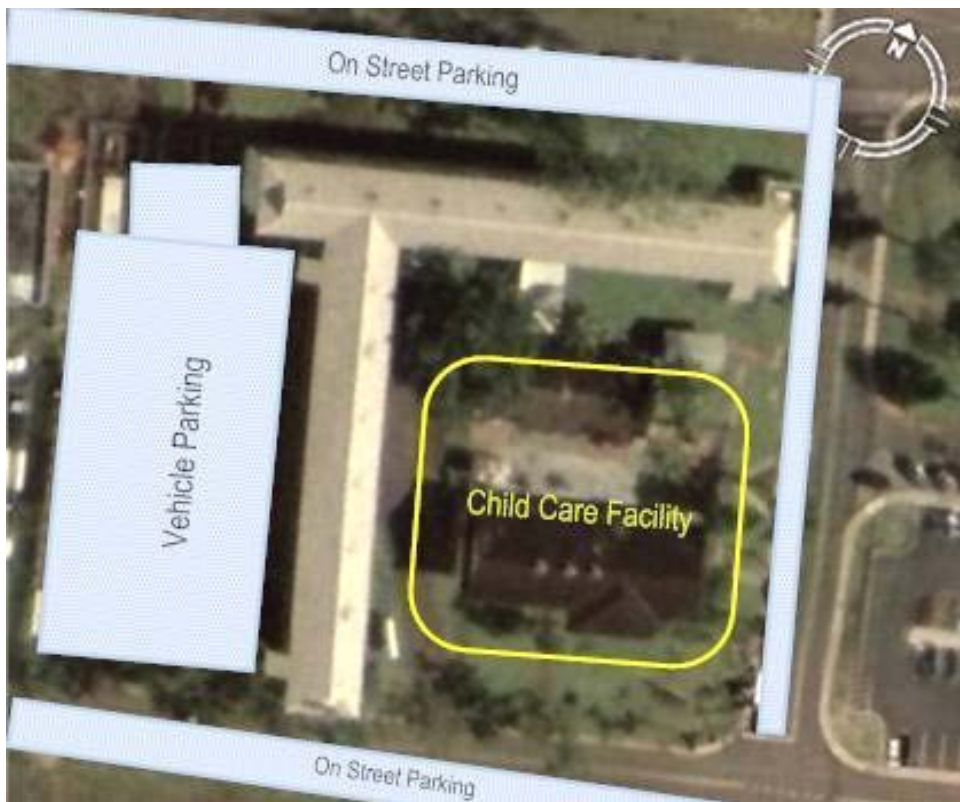 On Street Parking
N
Vehicle Parking
Child Care Facility
On Street Parking